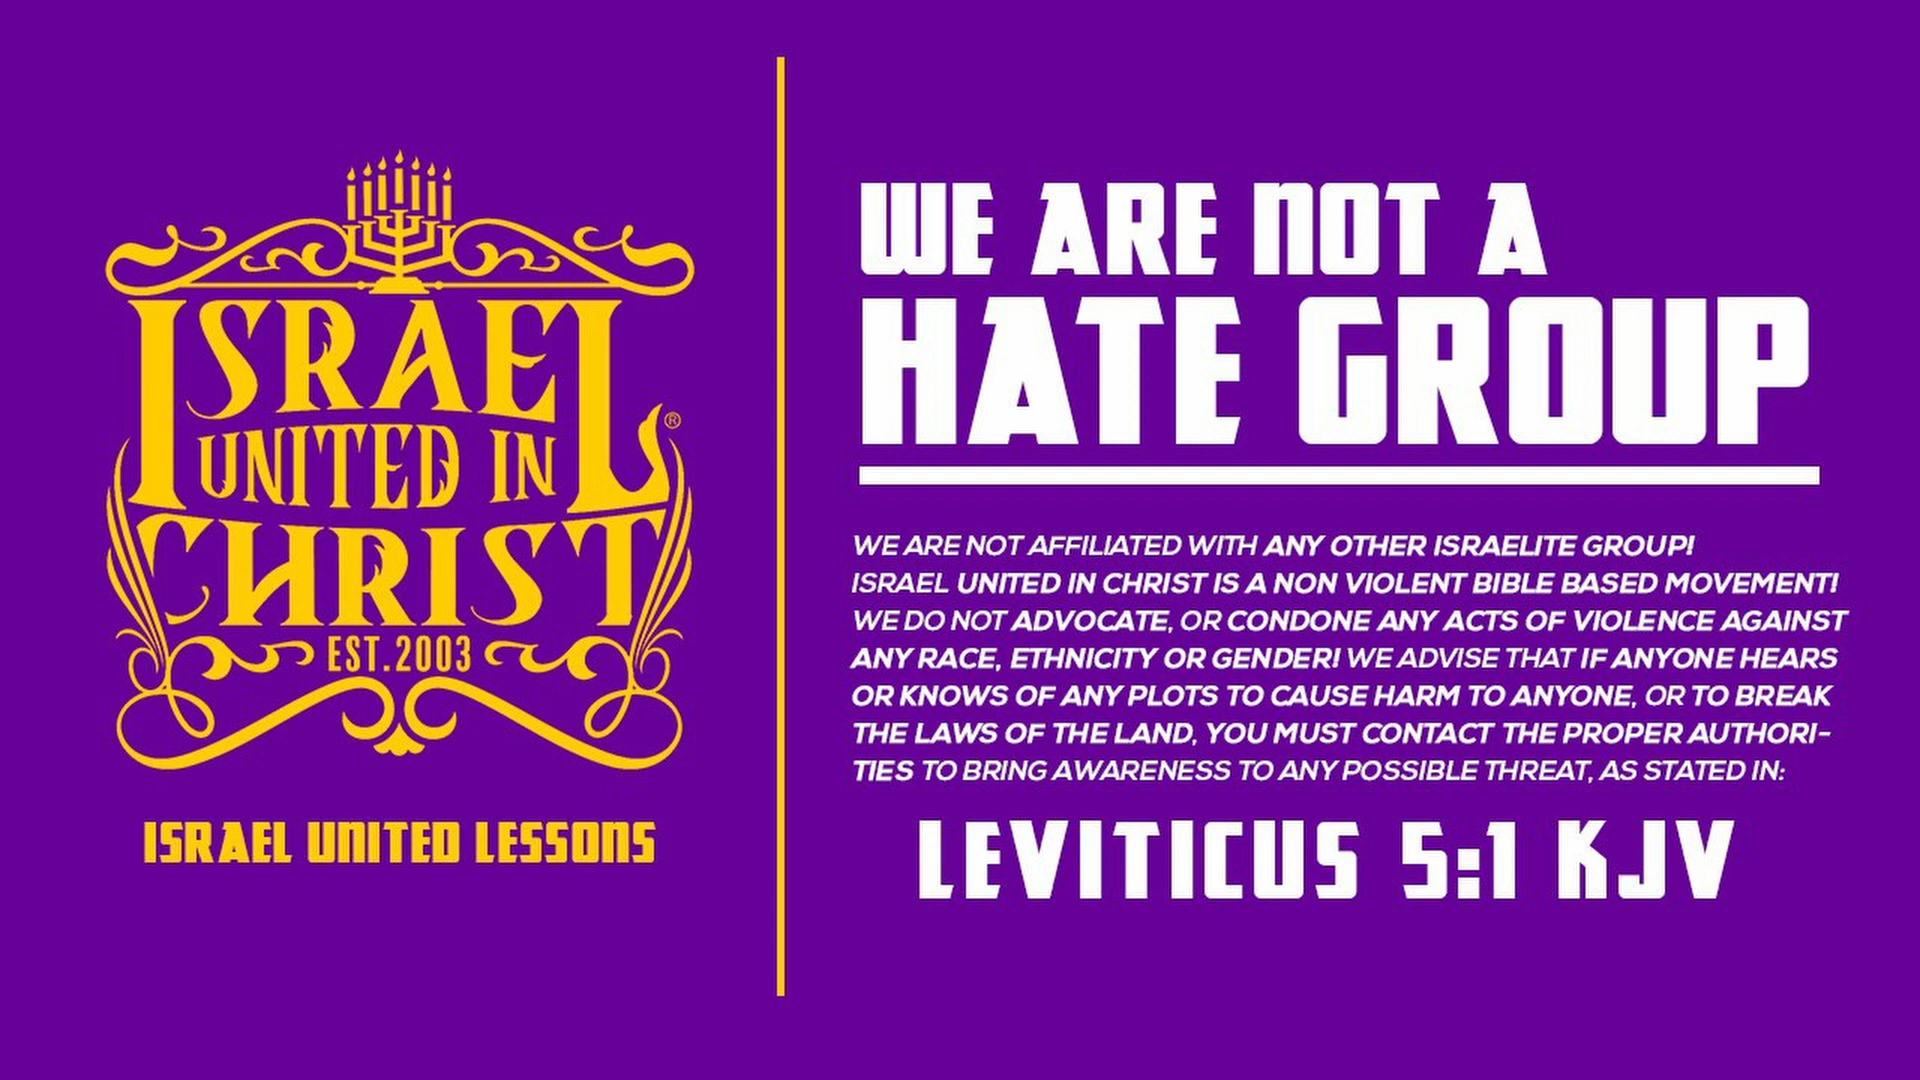 ISRAEL
UNITED IN
CHRIST
®
EST.2003
ISRAEL UNITED LESSONS
WE ARE NOT A
HATE GROUP
WE ARE NOT AFFILIATED WITH ANY OTHER ISRAELITE GROUP!
ISRAEL UNITED IN CHRIST IS A NON VIOLENT BIBLE BASED MOVEMENT!
WE DO NOT ADVOCATE, OR CONDONE ANY ACTS OF VIOLENCE AGAINST
ANY RACE, ETHNICITY OR GENDER! WE ADVISE THAT IF ANYONE HEARS
OR KNOWS OF ANY PLOTS TO CAUSE HARM TO ANYONE, OR TO BREAK
THE LAWS OF THE LAND, YOU MUST CONTACT THE PROPER AUTHORI-
TIES TO BRING AWARENESS TO ANY POSSIBLE THREAT, AS STATED IN:
LEVITICUS 5:1 KJV